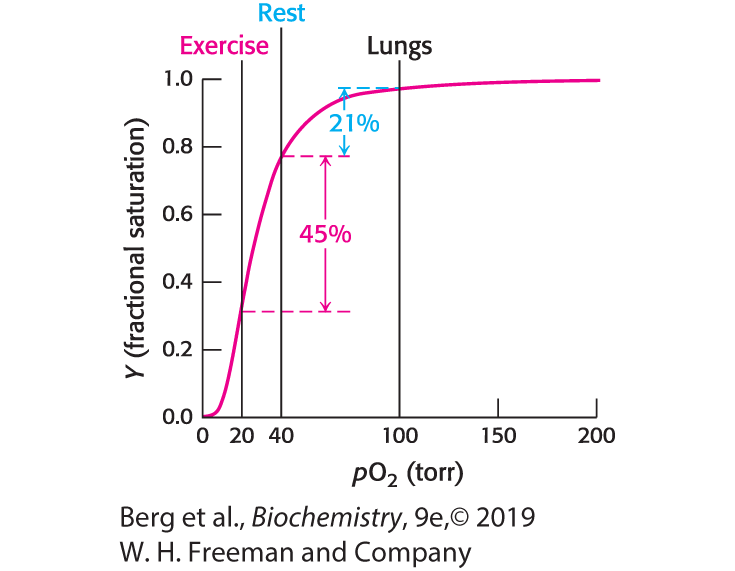 Rest
Exercise
Lungs
1.0
21%
0.8
0.6
45%
0.4
0.2
0.0
Y (fractional saturation)
0 20 40 100 150 200
pO₂ (torr)
Berg et al., Biochemistry, 9e,© 2019
W. H. Freeman and Company